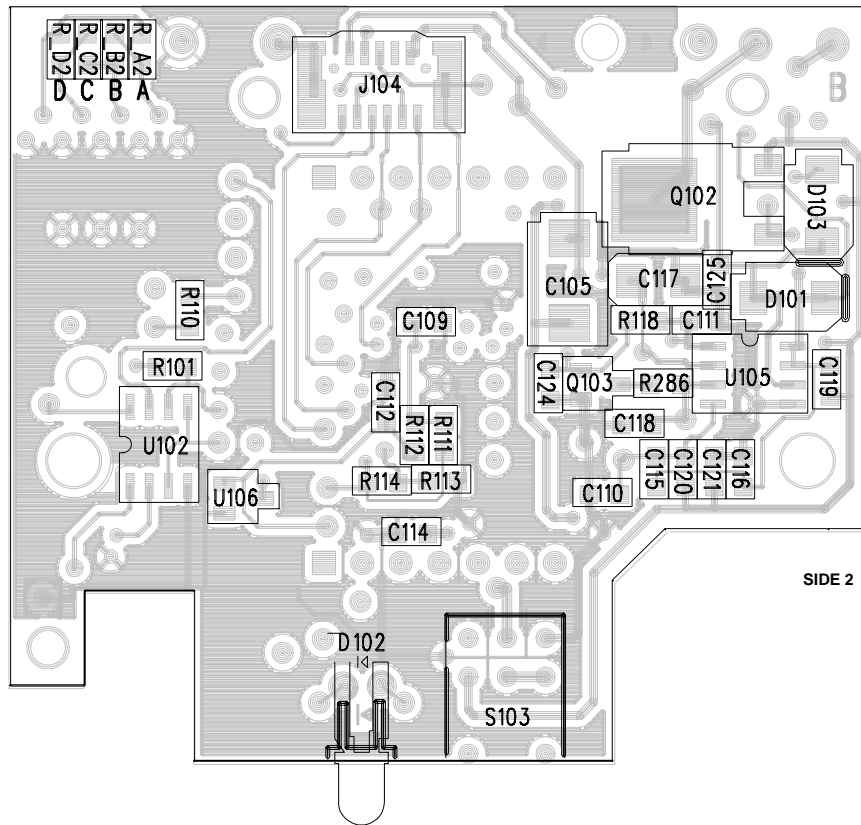 R_D2
R_C2
R_B2
R_A2
D C B A
J104
B
Q102
D103
C105
C117
C125
D101
R110
C109
R118
C111
R101
C124
Q103
R286
U105
C119
C112
R112
R111
C118
U102
U106
R114
R113
C110
C115
C120
C121
C116
C114
SIDE 2
D102
S103